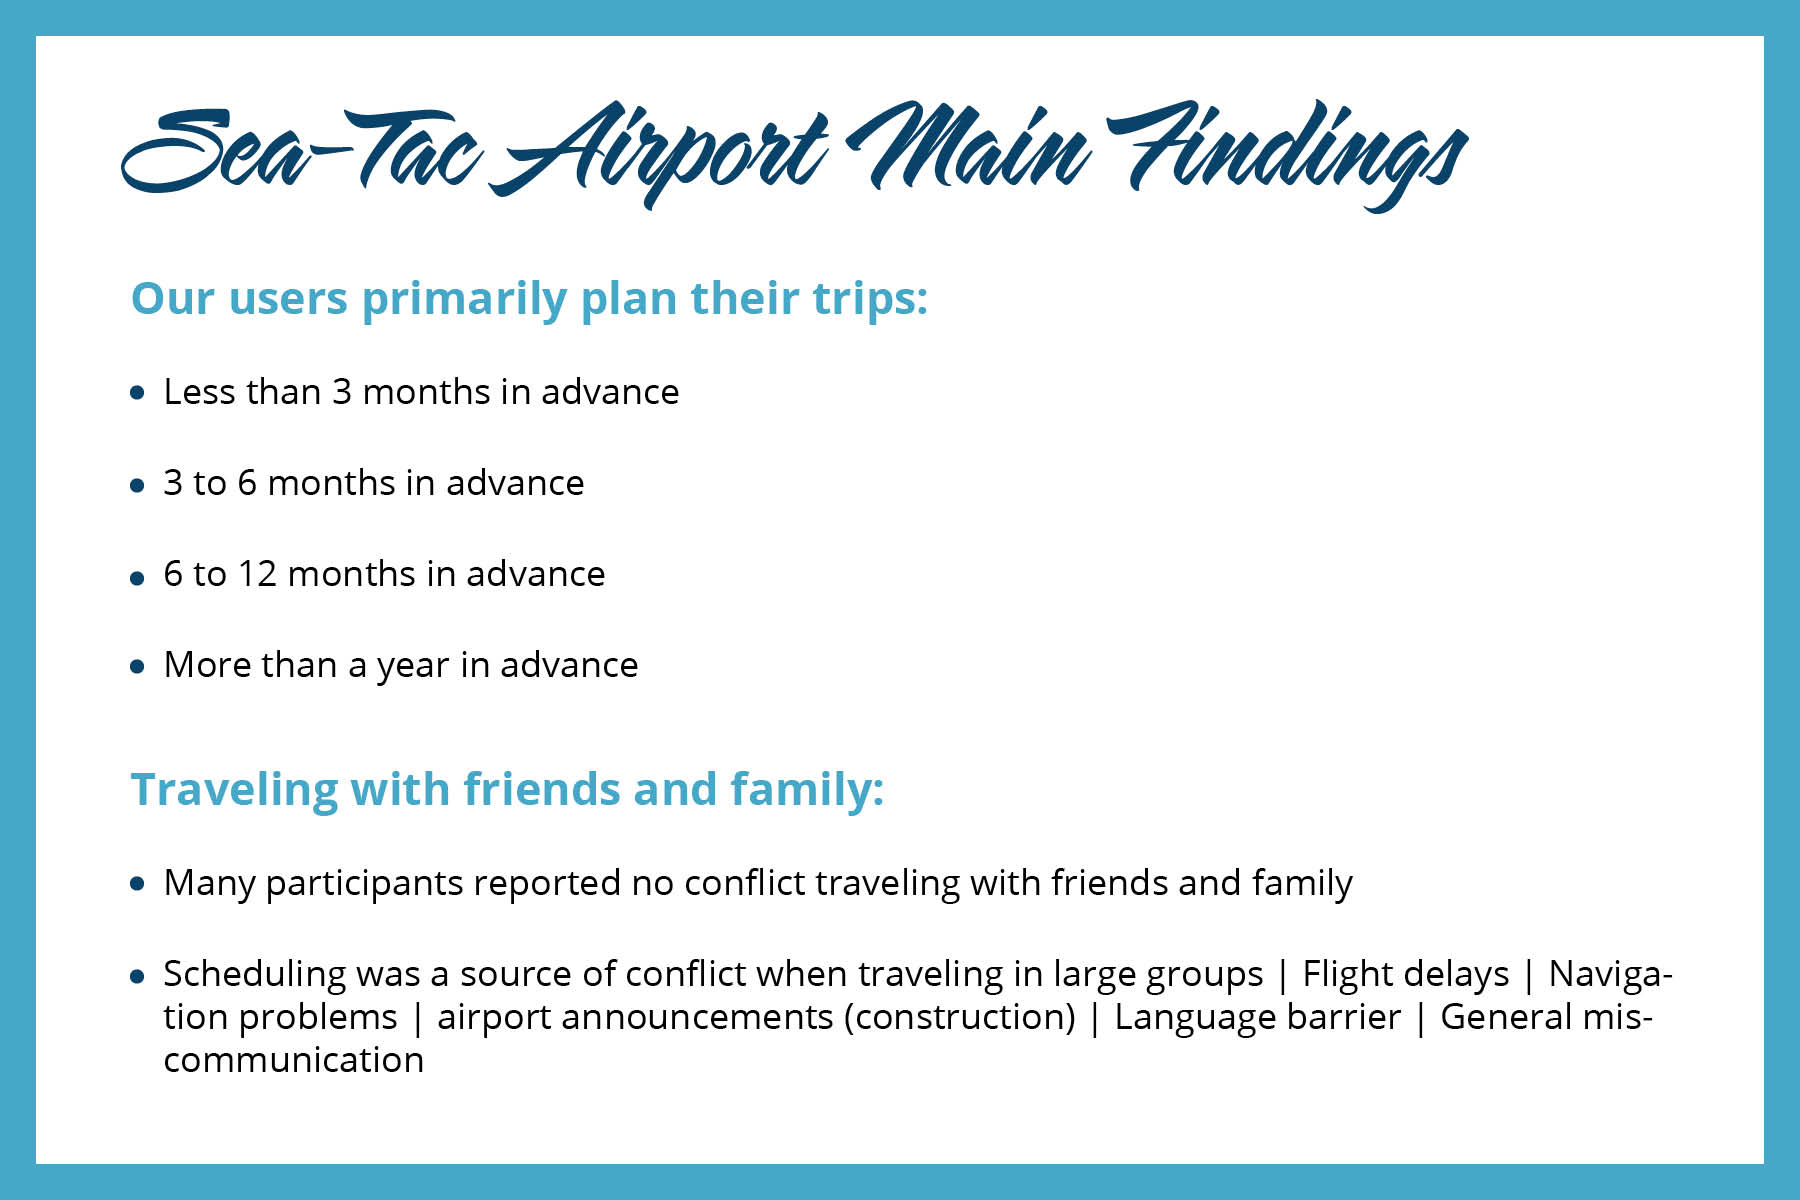 Sea-Tac Airport Main Findings
Our users primarily plan their trips:
• Less than 3 months in advance
• 3 to 6 months in advance
• 6 to 12 months in advance
• More than a year in advance
Traveling with friends and family:
• Many participants reported no conflict traveling with friends and family
• Scheduling was a source of conflict when traveling in large groups | Flight delays | Naviga-
tion problems | airport announcements (construction) | Language barrier | General mis-
communication